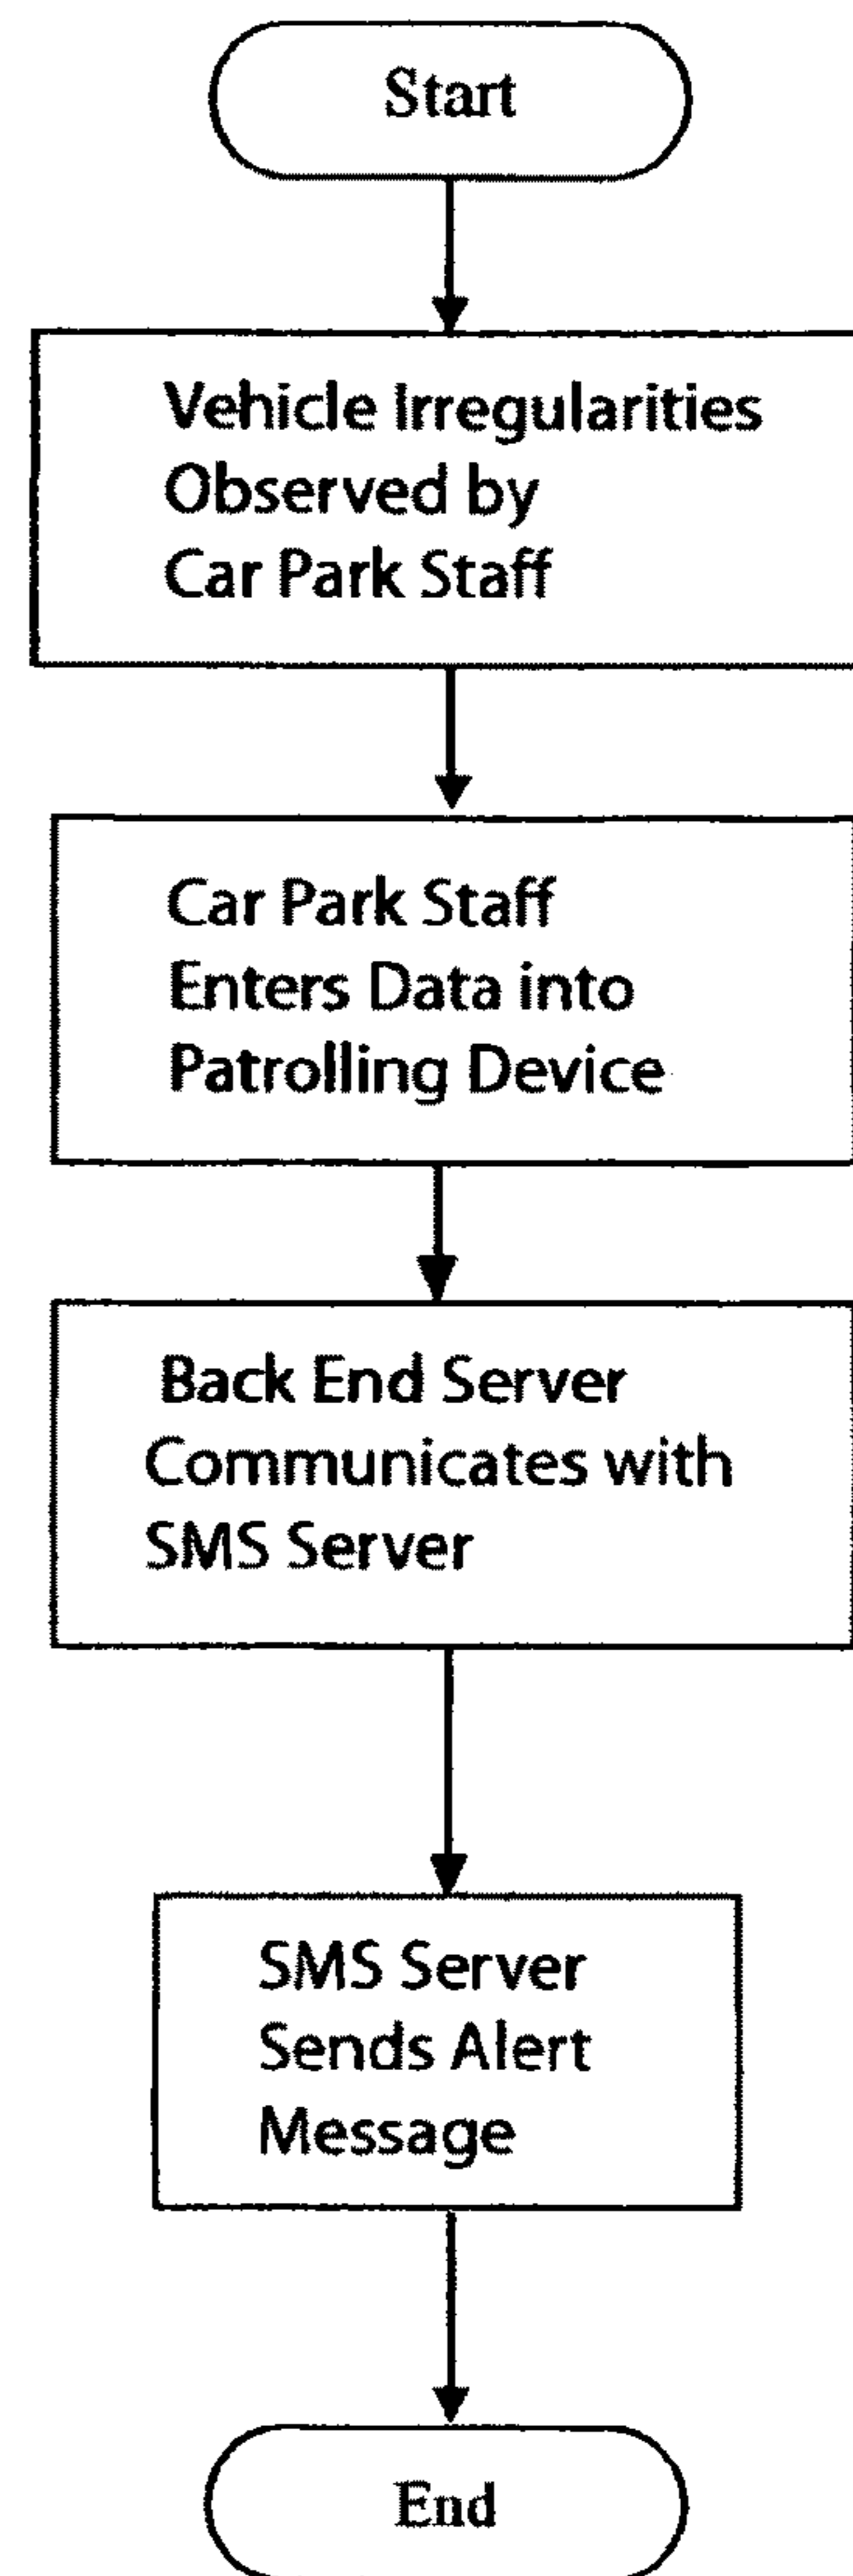 Start
Vehicle Irregularities
Observed by
Car Park Staff
Car Park Staff
Enters Data into
Patrolling Device
Back End Server
Communicates with
SMS Server
SMS Server
Sends Alert
Message
End